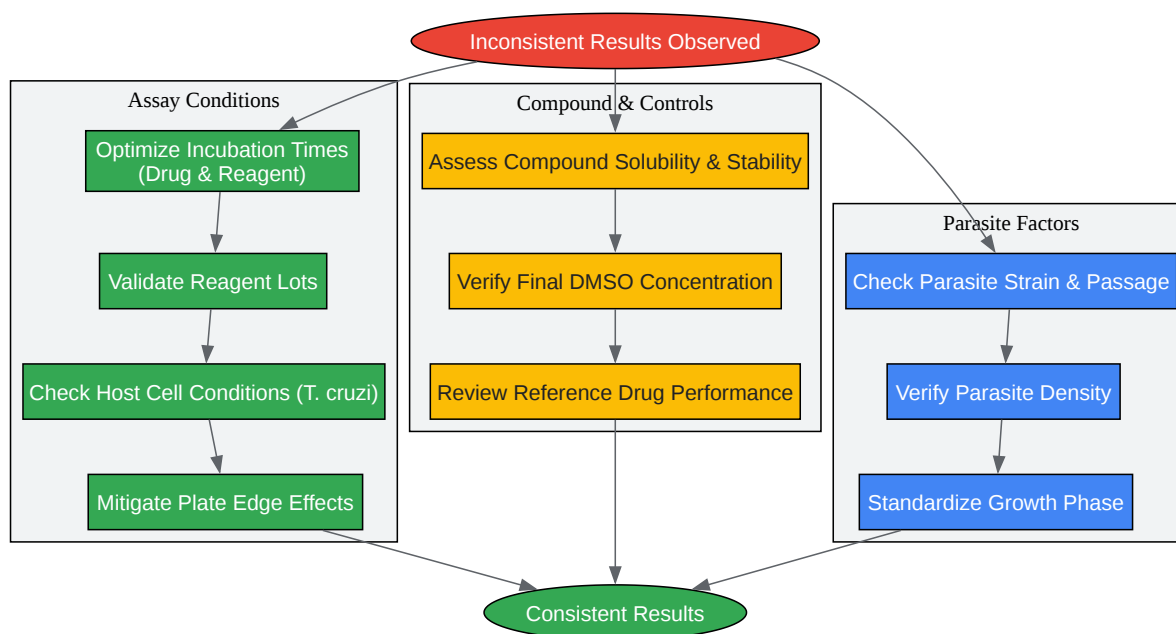 Inconsistent Results Observed
Assay Conditions
Optimize Incubation Times
(Drug & Reagent)
Validate Reagent Lots
Check Host Cell Conditions (T. cruzi)
Mitigate Plate Edge Effects
Compound & Controls
Assess Compound Solubility & Stability
Verify Final DMSO Concentration
Review Reference Drug Performance
Parasite Factors
Check Parasite Strain & Passage
Verify Parasite Density
Standardize Growth Phase
Consistent Results